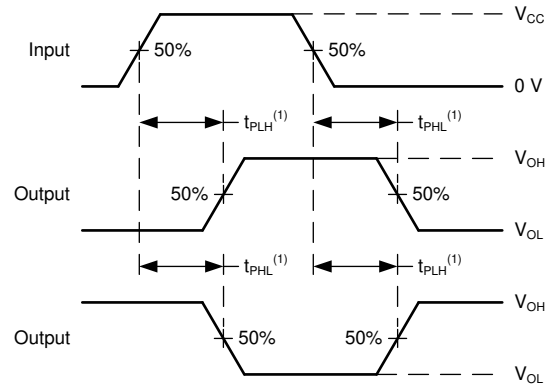 V_CC
Input 50% 50%
0 V
t_PLH^(1) t_PHL^(1)
V_OH
Output 50% 50%
V_OL
t_PHL^(1) t_PLH^(1)
V_OH
Output 50% 50%
V_OL